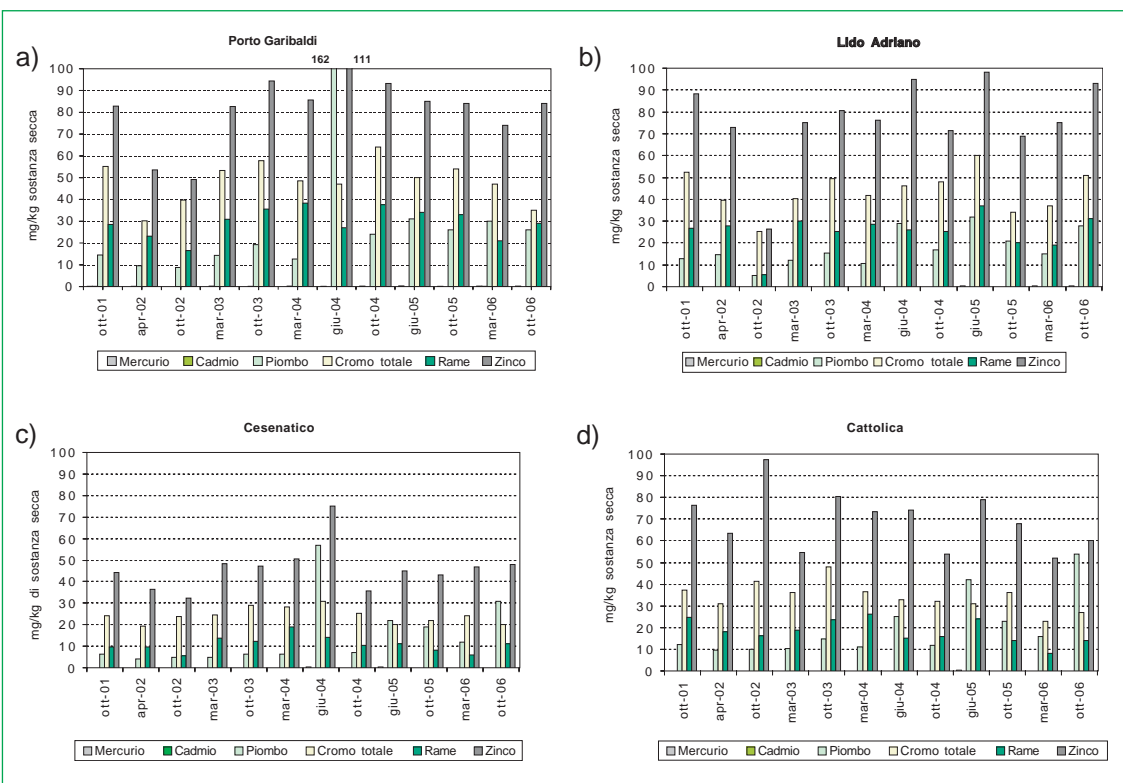 a)
Porto Garibaldi
162 111
mg/kg sostanza secca
100
90
80
70
60
50
40
30
20
10
0
ott-01 apr-02 ott-02 mar-03 ott-03 mar-04 giu-04 ott-04 giu-05 ott-05 mar-06 ott-06
Mercurio Cadmio Piombo Cromo totale Rame Zinco
b)
Lido Adriano
mg/kg sostanza secca
100
90
80
70
60
50
40
30
20
10
0
ott-01 apr-02 ott-02 mar-03 ott-03 mar-04 giu-04 ott-04 giu-05 ott-05 mar-06 ott-06
Mercurio Cadmio Piombo Cromo totale Rame Zinco
c)
Cesenatico
mg/kg di sostanza secca
100
90
80
70
60
50
40
30
20
10
0
ott-01 apr-02 ott-02 mar-03 ott-03 mar-04 giu-04 ott-04 giu-05 ott-05 mar-06 ott-06
Mercurio Cadmio Piombo Cromo totale Rame Zinco
d)
Cattolica
mg/kg sostanza secca
100
90
80
70
60
50
40
30
20
10
0
ott-01 apr-02 ott-02 mar-03 ott-03 mar-04 giu-04 ott-04 giu-05 ott-05 mar-06 ott-06
Mercurio Cadmio Piombo Cromo totale Rame Zinco